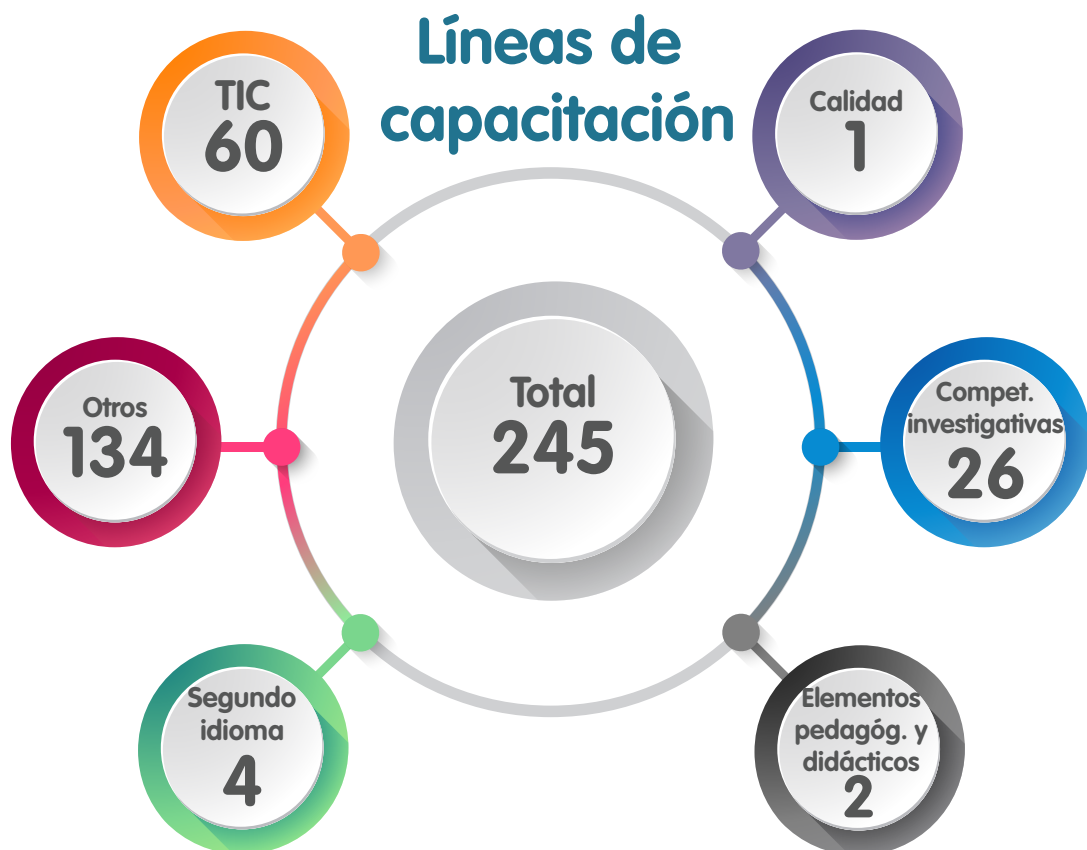 Líneas de
capacitación
TIC
60
Calidad
1
Otros
134
Total
245
Compet.
investigativas
26
Segundo
idioma
4
Elementos
pedagóg. y
didácticos
2